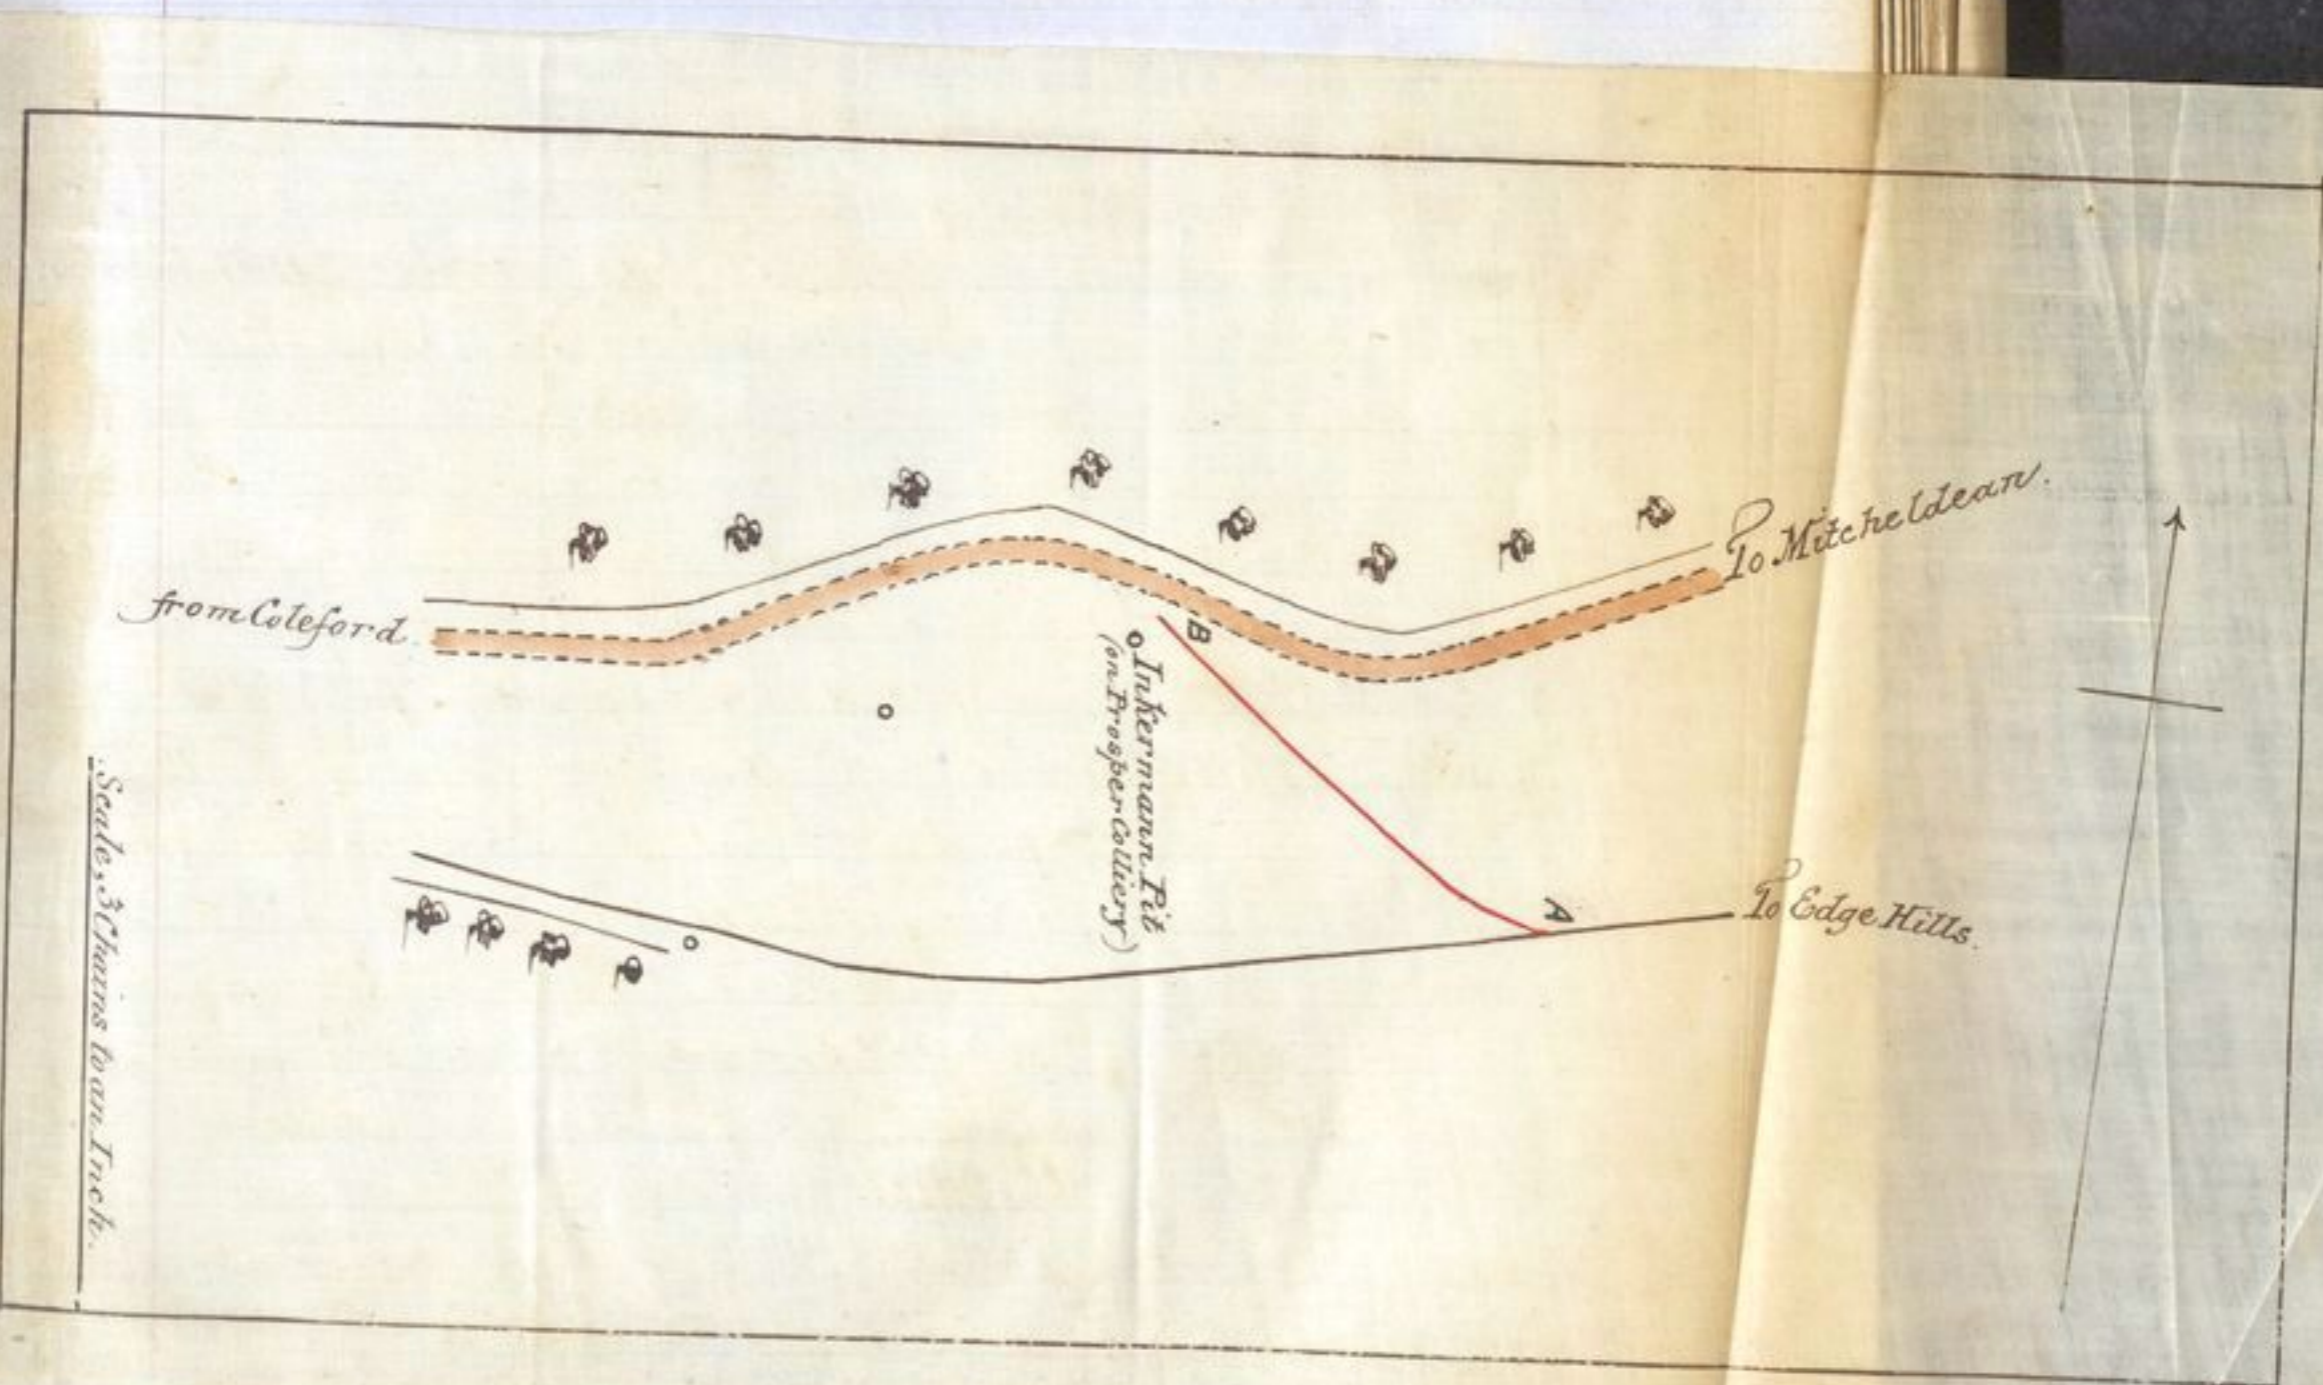 To Mitcheldean.
from Coleford
B
Inkermann Pit
(on Prosper Colliery)
A
To Edge Hills.
Scale, 3 Chains to an Inch.